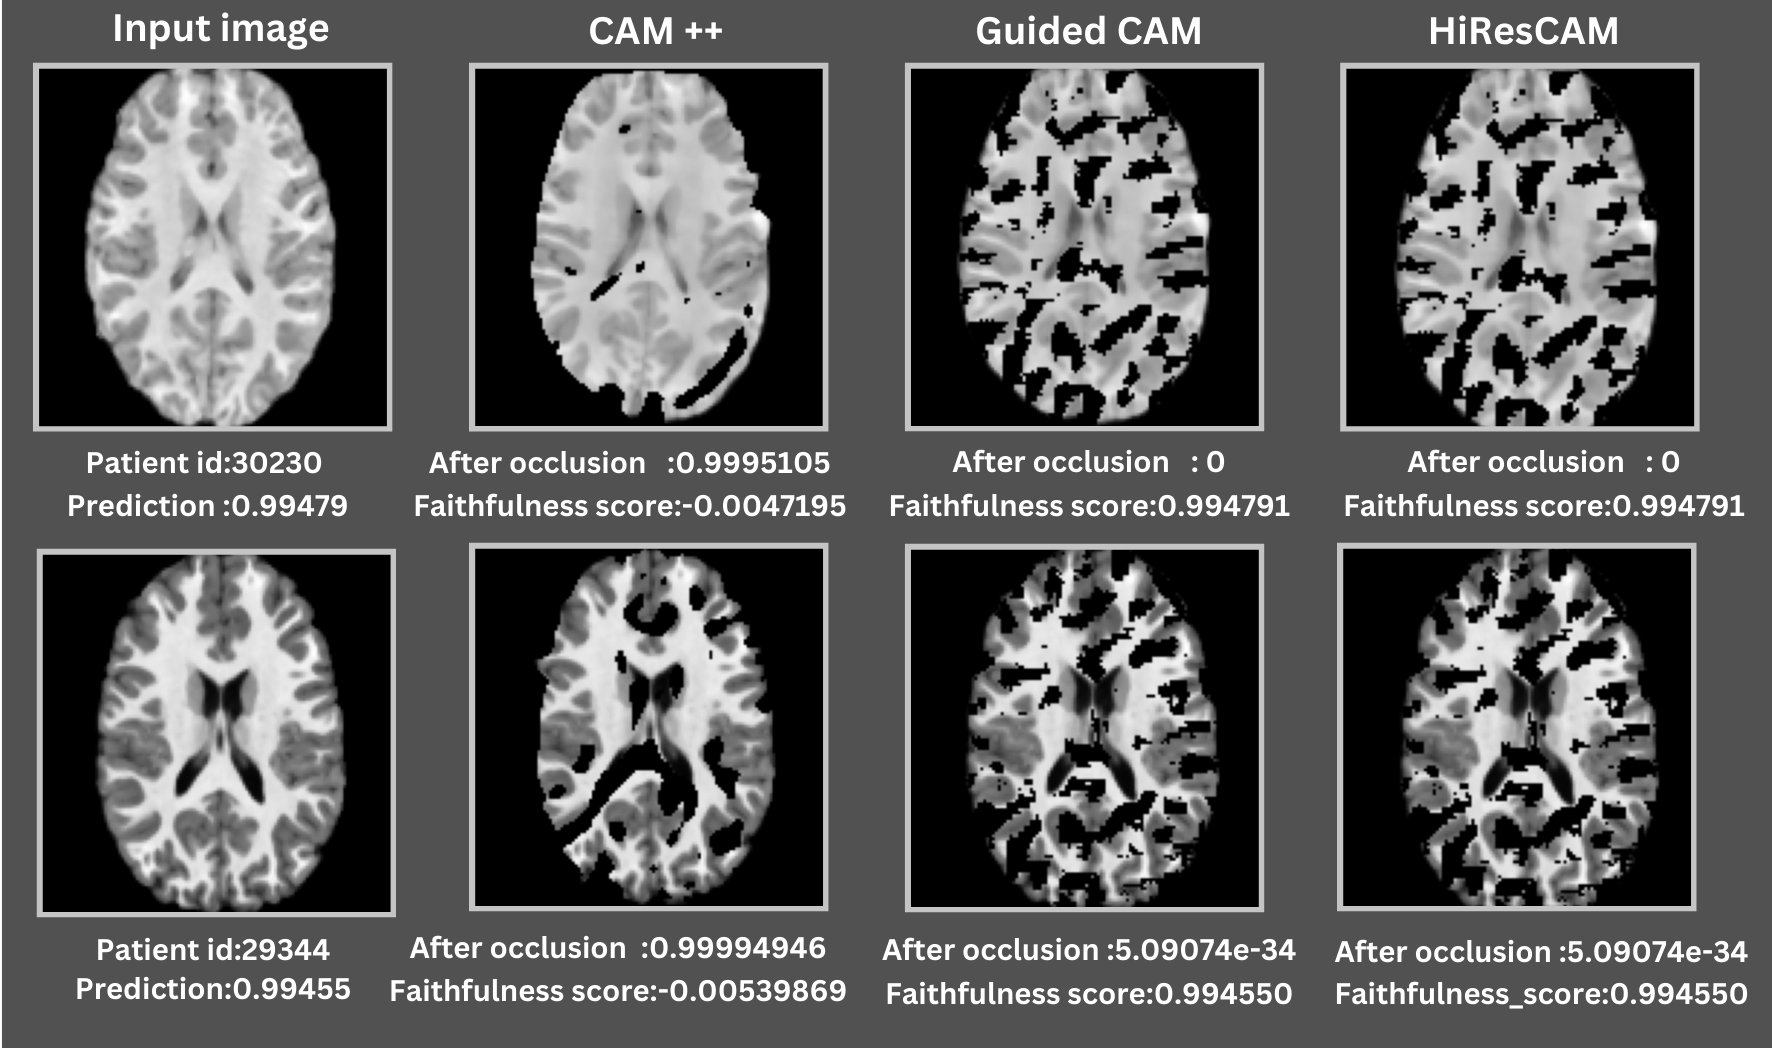 Input image
CAM ++
Guided CAM
HiResCAM
Patient id:30230
Prediction :0.99479
After occlusion :0.9995105
Faithfulness score:-0.0047195
After occlusion : 0
Faithfulness score:0.994791
After occlusion : 0
Faithfulness score:0.994791
Patient id:29344
Prediction:0.99455
After occlusion :0.99994946
Faithfulness score:-0.00539869
After occlusion :5.09074e-34
Faithfulness score:0.994550
After occlusion :5.09074e-34
Faithfulness_score:0.994550